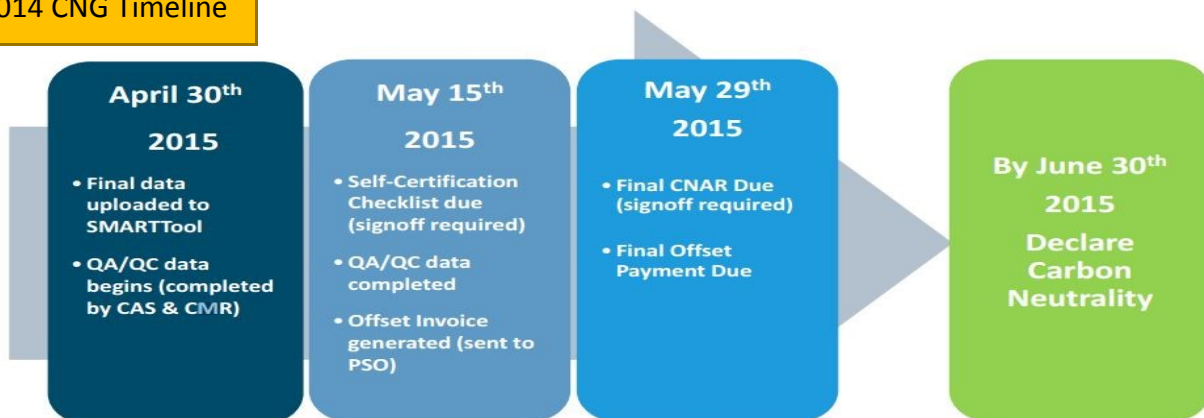 014 CNG Timeline
April 30th
2015
• Final data
uploaded to
SMARTTool
• QA/QC data
begins (completed
by CAS & CMR)
May 15th
2015
• Self-Certification
Checklist due
(signoff required)
• QA/QC data
completed
• Offset Invoice
generated (sent to
PSO)
May 29th
2015
• Final CNAR Due
(signoff required)
• Final Offset
Payment Due
By June 30th
2015
Declare
Carbon
Neutrality